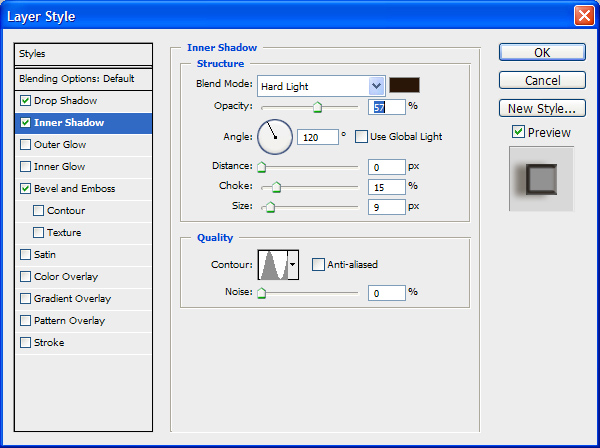 Layer Style
Styles
Blending Options: Default
Drop Shadow
Inner Shadow
Outer Glow
Inner Glow
Bevel and Emboss
Contour
Texture
Satin
Color Overlay
Gradient Overlay
Pattern Overlay
Stroke
Inner Shadow
Structure
Blend Mode: Hard Light
Opacity: 57 %
Angle: 120 ° Use Global Light
Distance: 0 px
Choke: 15 %
Size: 9 px
Quality
Contour: Anti-aliased
Noise: 0 %
OK
Cancel
New Style...
Preview